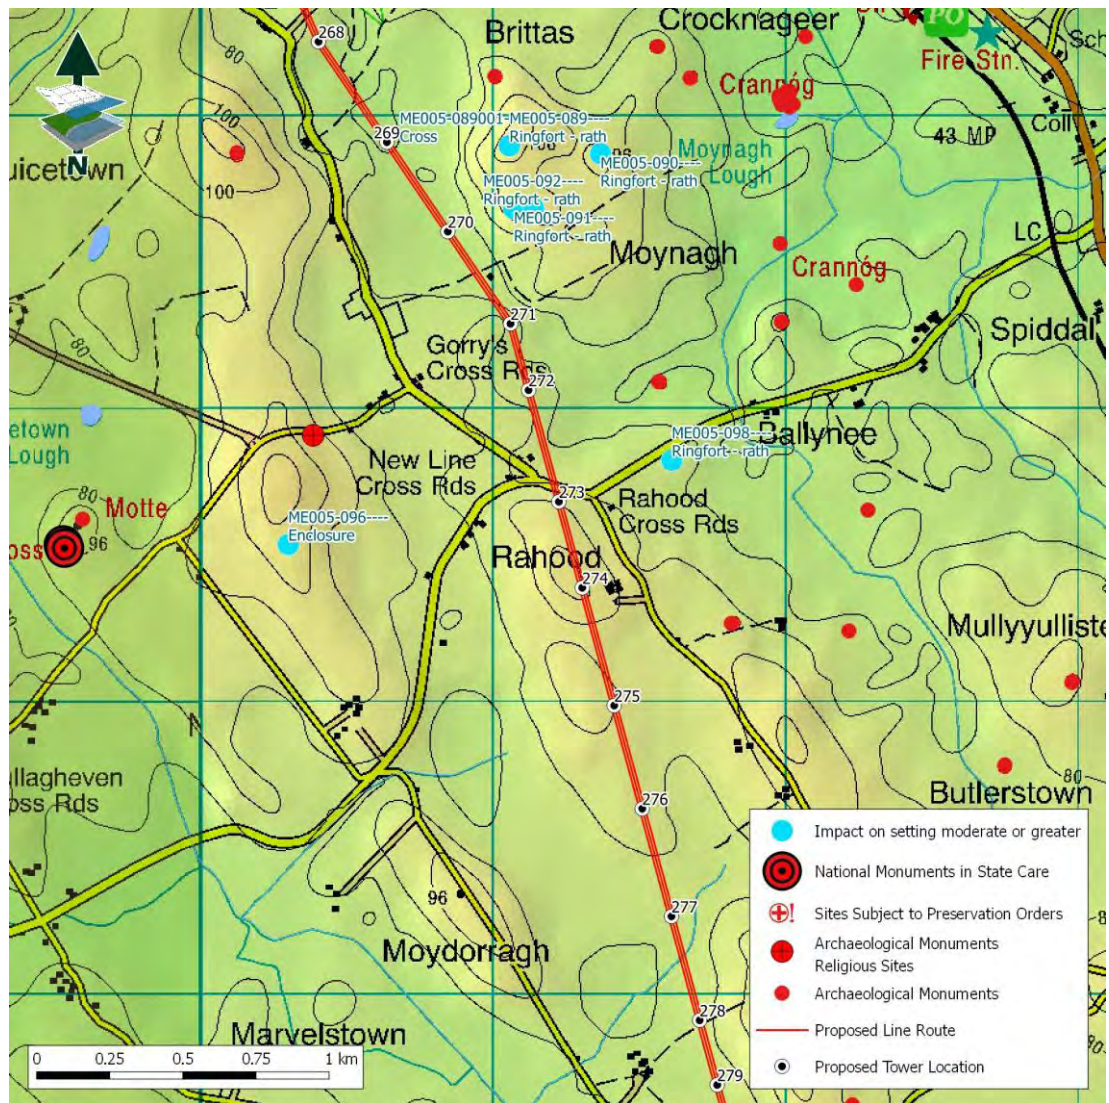 268
Brittas
Crocknageer
PO
Fire Stn.
Sch
80
100
269
ME005-089001-
Cross
ME005-089----
Ringfort - rath
Crannóg
43 MP
Coll
N
uicetown
100
ME005-090----
Ringfort - rath
Moynagh
Lough
ME005-092----
Ringfort - rath
ME005-091----
Ringfort - rath
270
Moynagh
LC
Crannóg
271
Spiddal
80
Gorry's
Cross Rds
272
etown
Lough
ME005-098----
Ringfort - rath
Ballynee
New Line
Cross Rds
273
Rahood
Cross Rds
80
Motte
oss
96
ME005-096----
Enclosure
Rahood
274
Mullyyulliste
275
allagheven
oss Rds
276
80
Butlerstown
96
277
Moydorragh
278
Marvelstown
279
80
0 0.25 0.5 0.75 1 km
Impact on setting moderate or greater
National Monuments in State Care
Sites Subject to Preservation Orders
Archaeological Monuments
Religious Sites
Archaeological Monuments
Proposed Line Route
Proposed Tower Location